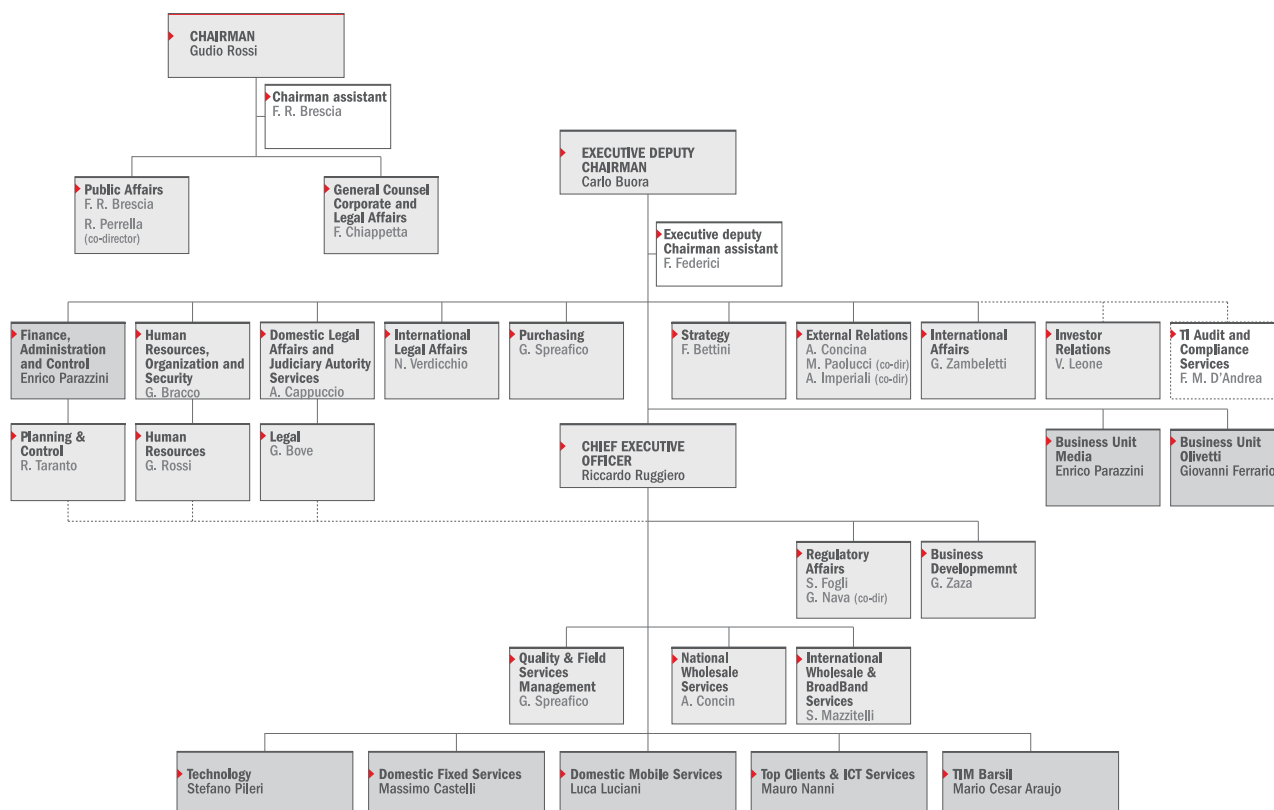 CHAIRMAN
Gudio Rossi
Chairman assistant
F. R. Brescia
Public Affairs
F. R. Brescia
R. Perrella
(co-director)
General Counsel
Corporate and
Legal Affairs
F. Chiappetta
EXECUTIVE DEPUTY
CHAIRMAN
Carlo Buora
Executive deputy
Chairman assistant
F. Federici
Finance,
Administration
and Control
Enrico Parazzini
Human
Resources,
Organization and
Security
G. Bracco
Domestic Legal
Affairs and
Judiciary Autority
Services
A. Cappuccio
International
Legal Affairs
N. Verdicchio
Purchasing
G. Spreafico
Strategy
F. Bettini
External Relations
A. Concina
M. Paolucci (co-dir)
A. Imperiali (co-dir)
International
Affairs
G. Zambeletti
Investor
Relations
V. Leone
TI Audit and
Compliance
Services
F. M. D'Andrea
Planning &
Control
R. Taranto
Human
Resources
G. Rossi
Legal
G. Bove
CHIEF EXECUTIVE
OFFICER
Riccardo Ruggiero
Business Unit
Media
Enrico Parazzini
Business Unit
Olivetti
Giovanni Ferrario
Regulatory
Affairs
S. Fogli
G. Nava (co-dir)
Business
Developmemnt
G. Zaza
Quality & Field
Services
Management
G. Spreafico
National
Wholesale
Services
A. Concin
International
Wholesale &
BroadBand
Services
S. Mazzitelli
Technology
Stefano Pileri
Domestic Fixed Services
Massimo Castelli
Domestic Mobile Services
Luca Luciani
Top Clients & ICT Services
Mauro Nanni
TIM Barsil
Mario Cesar Araujo